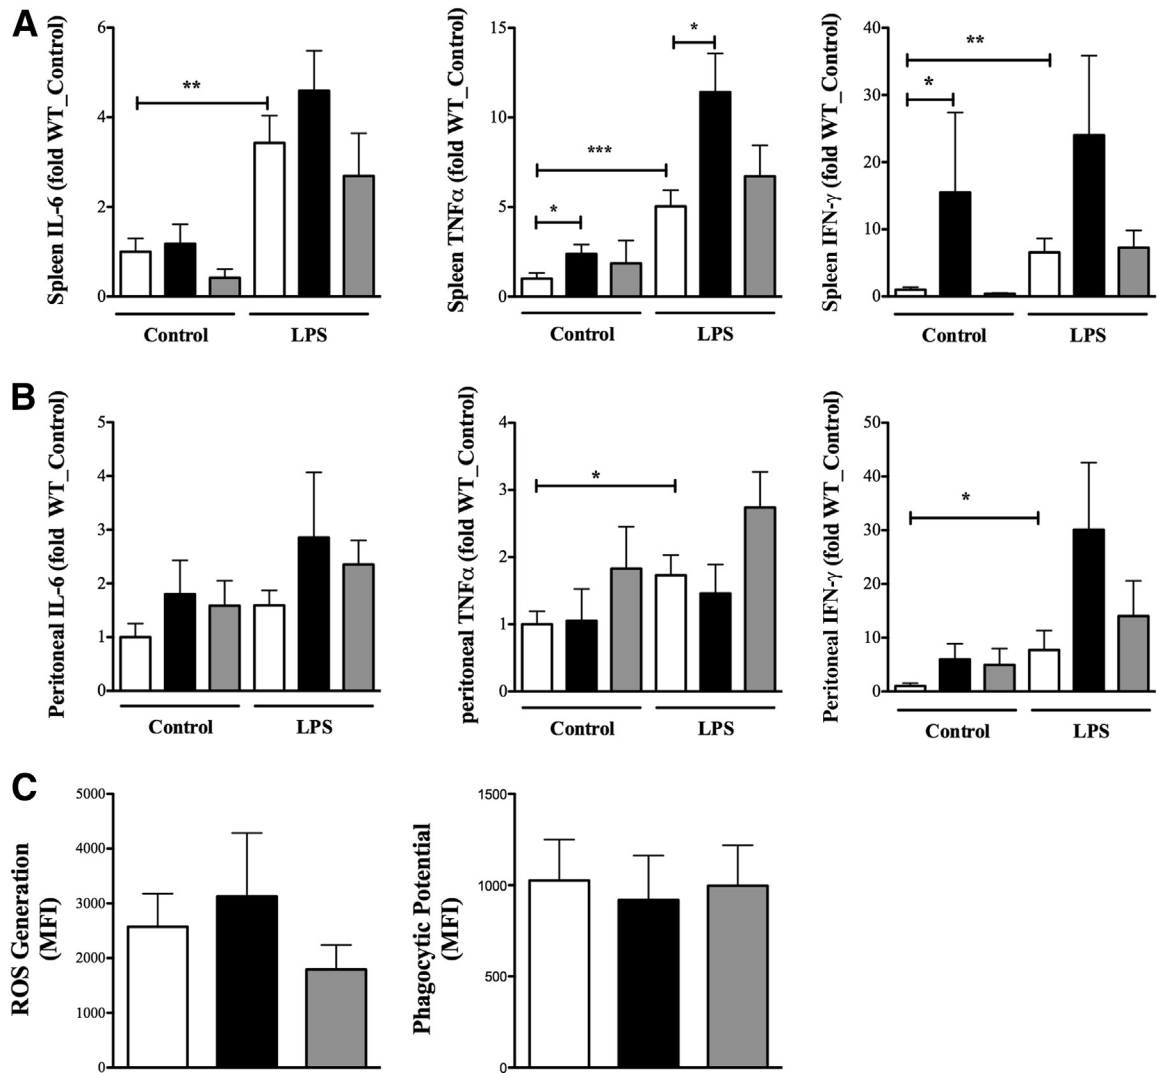 A
Spleen IL-6 (fold WT_Control)
6
4
2
0
**
Control
LPS
Spleen TNFα (fold WT_Control)
15
10
5
0
*
***
*
Control
LPS
Spleen IFN-γ (fold WT_Control)
40
30
20
10
0
**
*
Control
LPS
B
Peritoneal IL-6 (fold WT_Control)
5
4
3
2
1
0
Control
LPS
peritoneal TNFα (fold WT_Control)
4
3
2
1
0
*
Control
LPS
Peritoneal IFN-γ (fold WT_Control)
50
40
30
20
10
0
*
Control
LPS
C
ROS Generation
(MFI)
5000
4000
3000
2000
1000
0
Phagocytic Potential
(MFI)
1500
1000
500
0